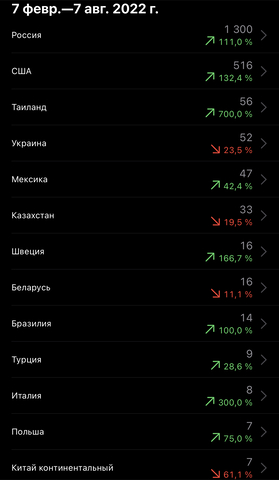 7 февр.—7 авг. 2022 г.
Россия
1 300
111,0 %
США
516
132,4 %
Таиланд
56
700,0 %
Украина
52
23,5 %
Мексика
47
42,4 %
Казахстан
33
19,5 %
Швеция
16
166,7 %
Беларусь
16
11,1 %
Бразилия
14
100,0 %
Турция
9
28,6 %
Италия
8
300,0 %
Польша
7
75,0 %
Китай континентальный
7
61,1 %